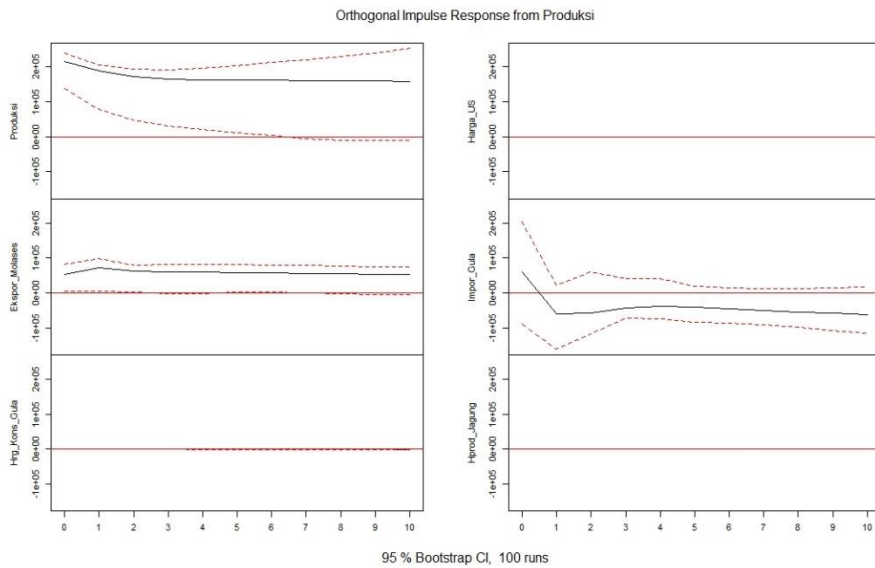 Orthogonal Impulse Response from Produksi
Produksi
-1e+05 0e+00 1e+05 2e+05
Ekspor_Molases
-1e+05 0e+00 1e+05 2e+05
Hrg_Kons_Gula
-1e+05 0e+00 1e+05 2e+05
0 1 2 3 4 5 6 7 8 9 10
Harga_US
-1e+05 0e+00 1e+05 2e+05
Impor_Gula
-1e+05 0e+00 1e+05 2e+05
Hprod_Jagung
-1e+05 0e+00 1e+05 2e+05
0 1 2 3 4 5 6 7 8 9 10
95 % Bootstrap CI, 100 runs